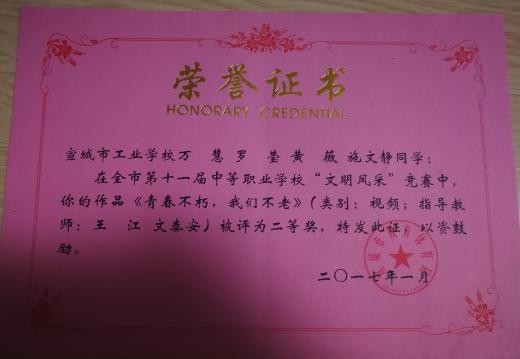 荣誉证书
HONORARY CREDENTIAL
宣城市工业学校万 慧 罗 莹 黄 薇 施文静同学:
在全市第十一届中等职业学校“文明风采”竞赛中,
你的作品《青春不朽,我们不老》(类别:视频;指导教
师:王 江 文泰安)被评为二等奖,特发此证,以资鼓
励。
二〇一七年一月